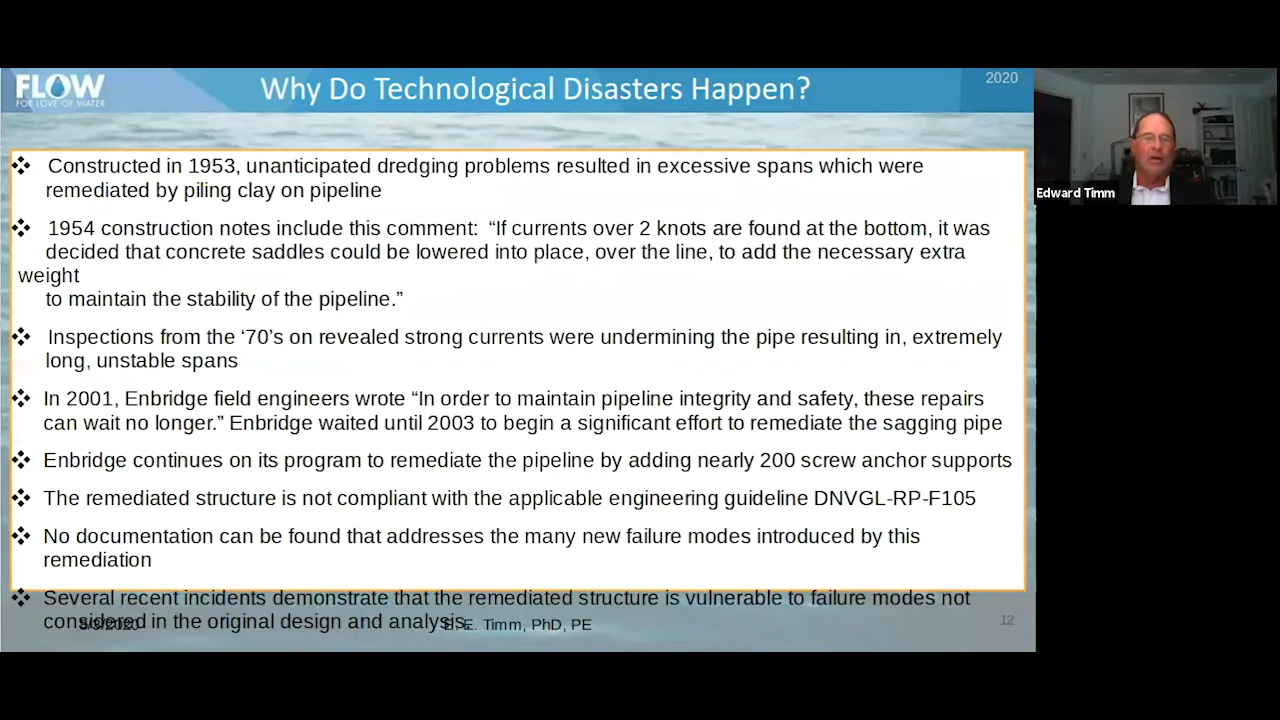 FLOW
FOR LOVE OF WATER
Why Do Technological Disasters Happen?
2020
Edward Timm
❖ Constructed in 1953, unanticipated dredging problems resulted in excessive spans which were
remediated by piling clay on pipeline
❖ 1954 construction notes include this comment: “If currents over 2 knots are found at the bottom, it was
decided that concrete saddles could be lowered into place, over the line, to add the necessary extra
weight
to maintain the stability of the pipeline.”
❖ Inspections from the ‘70’s on revealed strong currents were undermining the pipe resulting in, extremely
long, unstable spans
❖ In 2001, Enbridge field engineers wrote “In order to maintain pipeline integrity and safety, these repairs
can wait no longer.” Enbridge waited until 2003 to begin a significant effort to remediate the sagging pipe
❖ Enbridge continues on its program to remediate the pipeline by adding nearly 200 screw anchor supports
❖ The remediated structure is not compliant with the applicable engineering guideline DNVGL-RP-F105
❖ No documentation can be found that addresses the many new failure modes introduced by this
remediation
❖ Several recent incidents demonstrate that the remediated structure is vulnerable to failure modes not
considered in the original design and analysis
E. E. Timm, PhD, PE
12